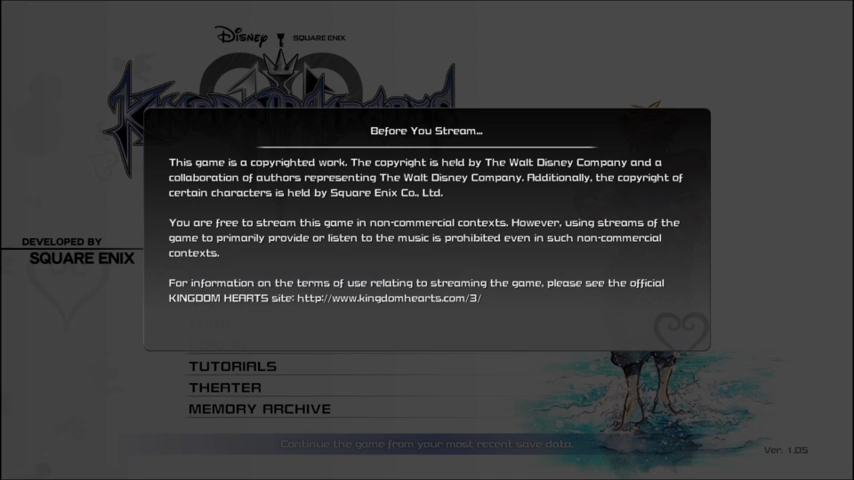 Disney SQUARE ENIX
KINGDOM HEARTS
Before You Stream...
This game is a copyrighted work. The copyright is held by The Walt Disney Company and a
collaboration of authors representing The Walt Disney Company. Additionally, the copyright of
certain characters is held by Square Enix Co., Ltd.
You are free to stream this game in non-commercial contexts. However, using streams of the
game to primarily provide or listen to the music is prohibited even in such non-commercial
contexts.
For information on the terms of use relating to streaming the game, please see the official
KINGDOM HEARTS site: http://www.kingdomhearts.com/3/
DEVELOPED BY
SQUARE ENIX
TUTORIALS
THEATER
MEMORY ARCHIVE
Continue the game from your most recent save data.
Ver. 1.05